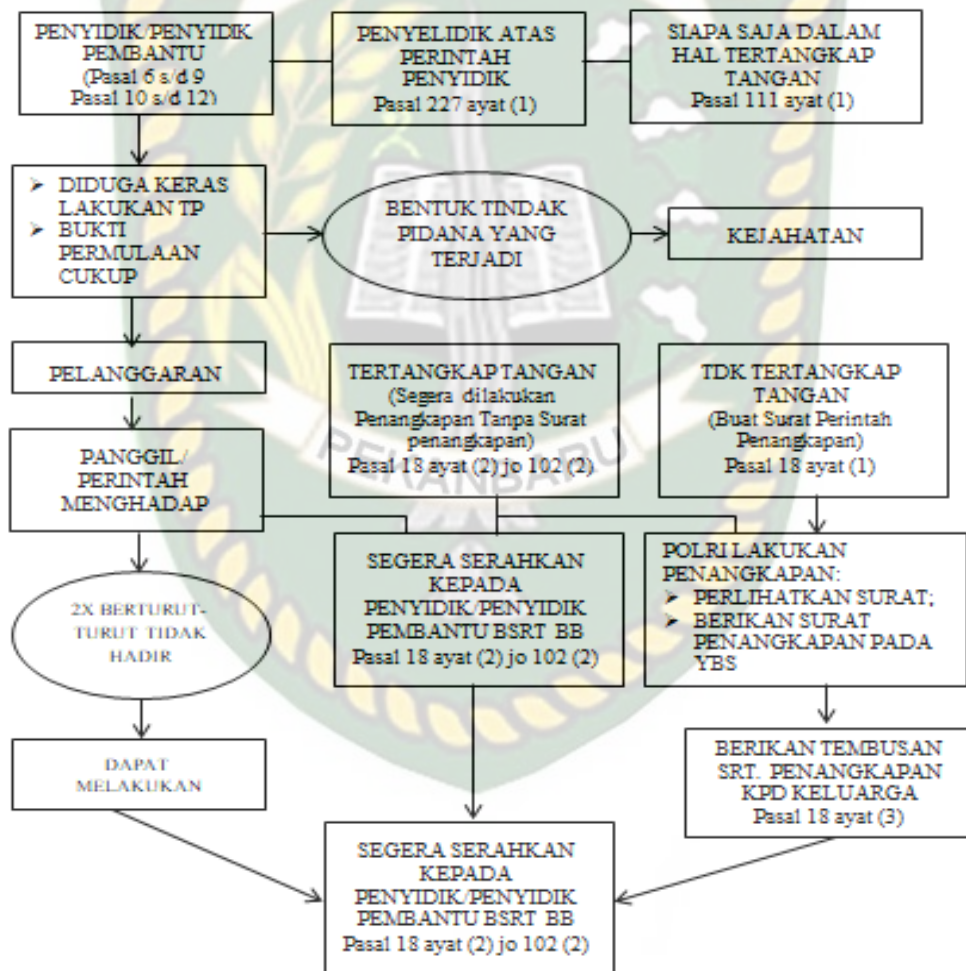 PENYIDIK/PENYIDIK
PEMBANTU
(Pasal 6 s/d 9
Pasal 10 s/d 12)
PENYELIDIK ATAS
PERINTAH
PENYIDIK
Pasal 227 ayat (1)
SIAPA SAJA DALAM
HAL TERTANGKAP
TANGAN
Pasal 111 ayat (1)
➤ DIDUGA KERAS
LAKUKAN TP
➤ BUKTI
PERMULAAN
CUKUP
BENTUK TINDAK
PIDANA YANG
TERJADI
KEJAHATAN
PELANGGARAN
TERTANGKAP TANGAN
(Segera dilakukan
Penangkapan Tanpa Surat
penangkapan)
Pasal 18 ayat (2) jo 102 (2)
TDK TERTANGKAP
TANGAN
(Buat Surat Perintah
Penangkapan)
Pasal 18 ayat (1)
PEKANBARU
PANGGIL/
PERINTAH
MENGHADAP
SEGERA SERAHKAN
KEPADA
PENYIDIK/PENYIDIK
PEMBANTU BSRT BB
Pasal 18 ayat (2) jo 102 (2)
POLRI LAKUKAN
PENANGKAPAN:
➤ PERLIHATKAN SURAT;
➤ BERIKAN SURAT
PENANGKAPAN PADA
YBS
2X BERTURUT-
TURUT TIDAK
HADIR
DAPAT
MELAKUKAN
BERIKAN TEMBUSAN
SRT. PENANGKAPAN
KPD KELUARGA
Pasal 18 ayat (3)
SEGERA SERAHKAN
KEPADA
PENYIDIK/PENYIDIK
PEMBANTU BSRT BB
Pasal 18 ayat (2) jo 102 (2)